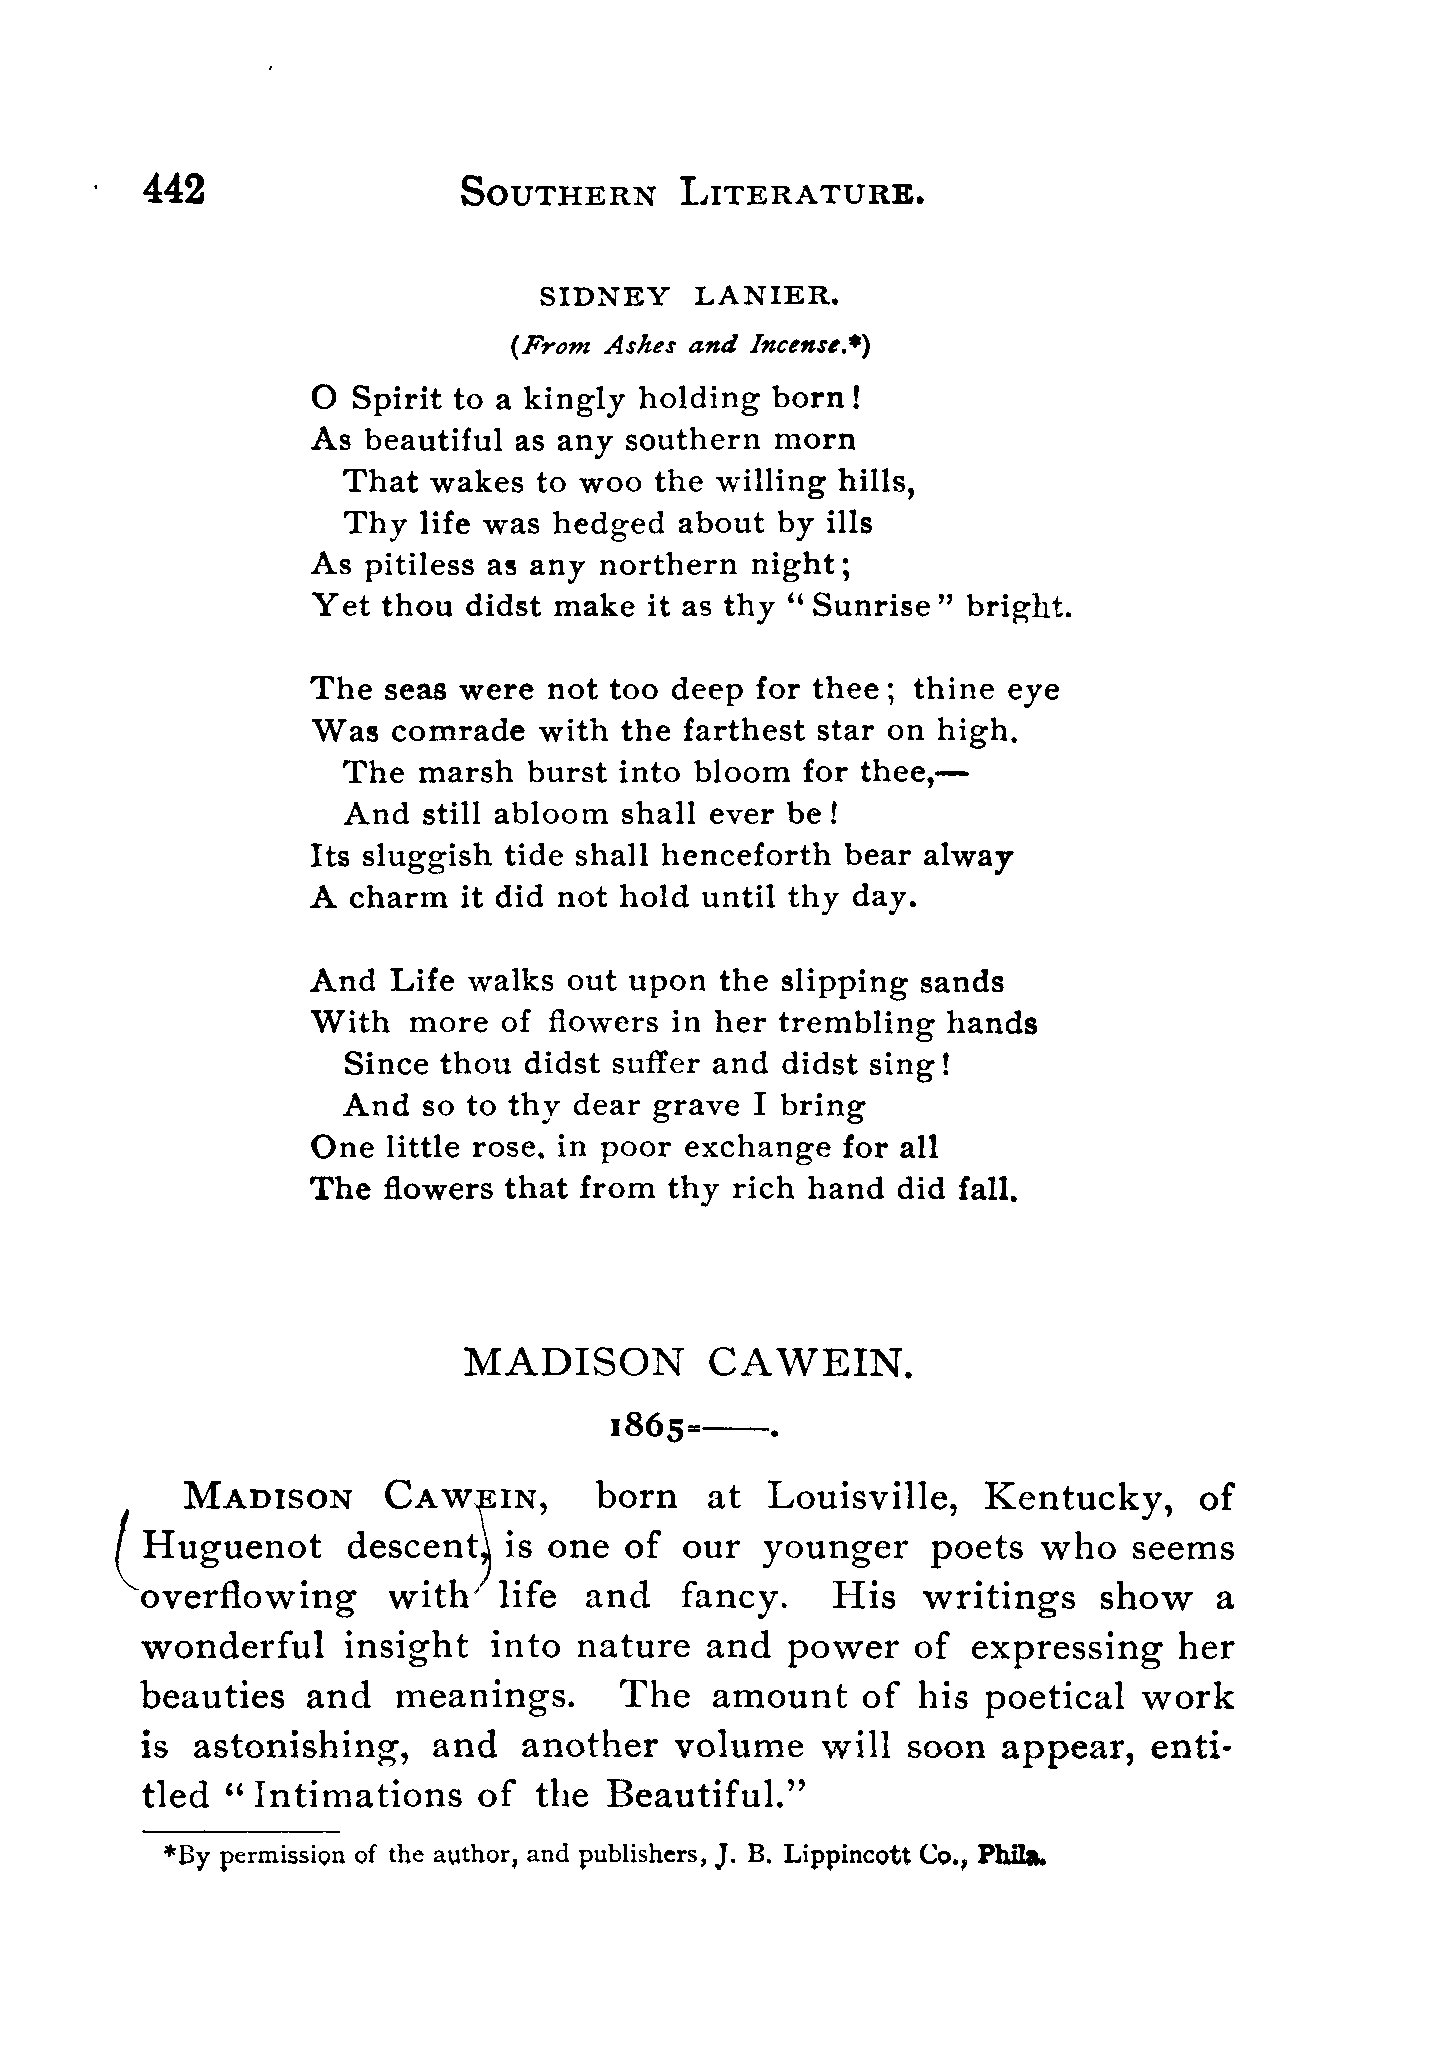 442 SOUTHERN LITERATURE.
SIDNEY LANIER.
(From Ashes and Incense.*)
O Spirit to a kingly holding born!
As beautiful as any southern morn
That wakes to woo the willing hills,
Thy life was hedged about by ills
As pitiless as any northern night;
Yet thou didst make it as thy "Sunrise" bright.
The seas were not too deep for thee; thine eye
Was comrade with the farthest star on high.
The marsh burst into bloom for thee,—
And still abloom shall ever be!
Its sluggish tide shall henceforth bear alway
A charm it did not hold until thy day.
And Life walks out upon the slipping sands
With more of flowers in her trembling hands
Since thou didst suffer and didst sing!
And so to thy dear grave I bring
One little rose, in poor exchange for all
The flowers that from thy rich hand did fall.
MADISON CAWEIN.
1865=——.
MADISON CAWEIN, born at Louisville, Kentucky, of
Huguenot descent, is one of our younger poets who seems
overflowing with life and fancy. His writings show a
wonderful insight into nature and power of expressing her
beauties and meanings. The amount of his poetical work
is astonishing, and another volume will soon appear, enti-
tled "Intimations of the Beautiful."
*By permission of the author, and publishers, J. B. Lippincott Co., Phila.